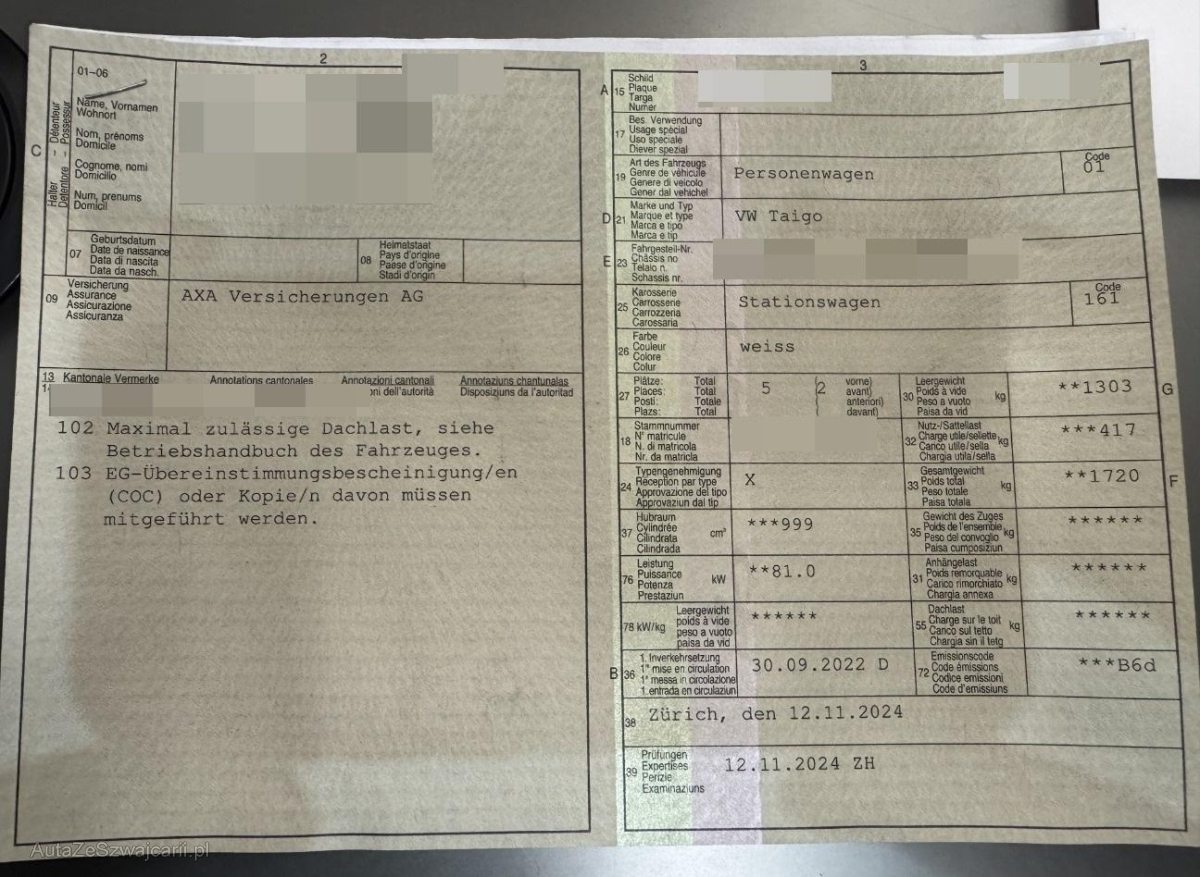 2
01-06
Name, Vornamen
Wohnort
Nom, prénoms
Domicile
Cognome, nomi
Domicilio
Num, prenums
Domicil
C
Halter - Détenteur
Detentore - Possessur
07
Geburtsdatum
Date de naissance
Data di nascita
Data da nasch.
08
Heimatstaat
Pays d'origine
Paese d'origine
Stadi d'origin
09
Versicherung
Assurance
Assicurazione
Assicuranza
AXA Versicherungen AG
13 Kantonale Vermerke Annotations cantonales Annotazioni cantonali Annotaziuns chantunalas
14 oni dell'autorità Disposiziuns da l'autoritad
102 Maximal zulässige Dachlast, siehe
Betriebshandbuch des Fahrzeuges.
103 EG-Übereinstimmungsbescheinigung/en
(COC) oder Kopie/n davon müssen
mitgeführt werden.
3
A 15
Schild
Plaque
Targa
Numer
17
Bes. Verwendung
Usage spécial
Uso speciale
Diever spezial
19
Art des Fahrzeugs
Genre de véhicule
Genere di veicolo
Gener dal vehichel
Personenwagen
Code
01
D 21
Marke und Typ
Marque et type
Marca e tipo
Marca e tip
VW Taigo
E 23
Fahrgestell-Nr.
Châssis no
Telaio n.
Schassis nr.
25
Karosserie
Carrosserie
Carrozzeria
Carossaria
Stationswagen
Code
161
26
Farbe
Couleur
Colore
Colur
weiss
27
Plätze: Total
Places: Total
Posti: Totale
Plazs: Total
5
2
vorne)
avant)
anteriori)
davant)
30
Leergewicht
Poids à vide
Peso a vuoto
Paisa da vid
kg
**1303
G
18
Stammnummer
N° matricule
N. di matricola
Nr. da matricla
32
Nutz-/Sattellast
Charge utile/sellette
Carico utile/sella
Chargia utila/sella
kg
***417
24
Typengenehmigung
Réception par type
Approvazione del tipo
Approvaziun dal tip
X
33
Gesamtgewicht
Poids total
Peso totale
Paisa totala
kg
**1720
F
37
Hubraum
Cylindrée
Cilindrata
Cilindrada
cm³
***999
35
Gewicht des Zuges
Poids de l'ensemble
Peso del convoglio
Paisa cumposiziun
kg
******
76
Leistung
Puissance
Potenza
Prestaziun
kW
**81.0
31
Anhängelast
Poids remorquable
Carico rimorchiato
Chargia annexa
kg
******
78 kW/kg
Leergewicht
poids à vide
peso a vuoto
paisa da vid
******
55
Dachlast
Charge sur le toit
Carico sul tetto
Chargia sin il tetg
kg
******
B 36
1. Inverkehrsetzung
1re mise en circulation
1a messa in circolazione
1. entrada en circulaziun
30.09.2022 D
72
Emissionscode
Code émissions
Codice emissioni
Code d'emissiuns
***B6d
38
Zürich, den 12.11.2024
39
Prüfungen
Expertises
Perizie
Examinaziuns
12.11.2024 ZH
AutaZeSzwajcarii.pl